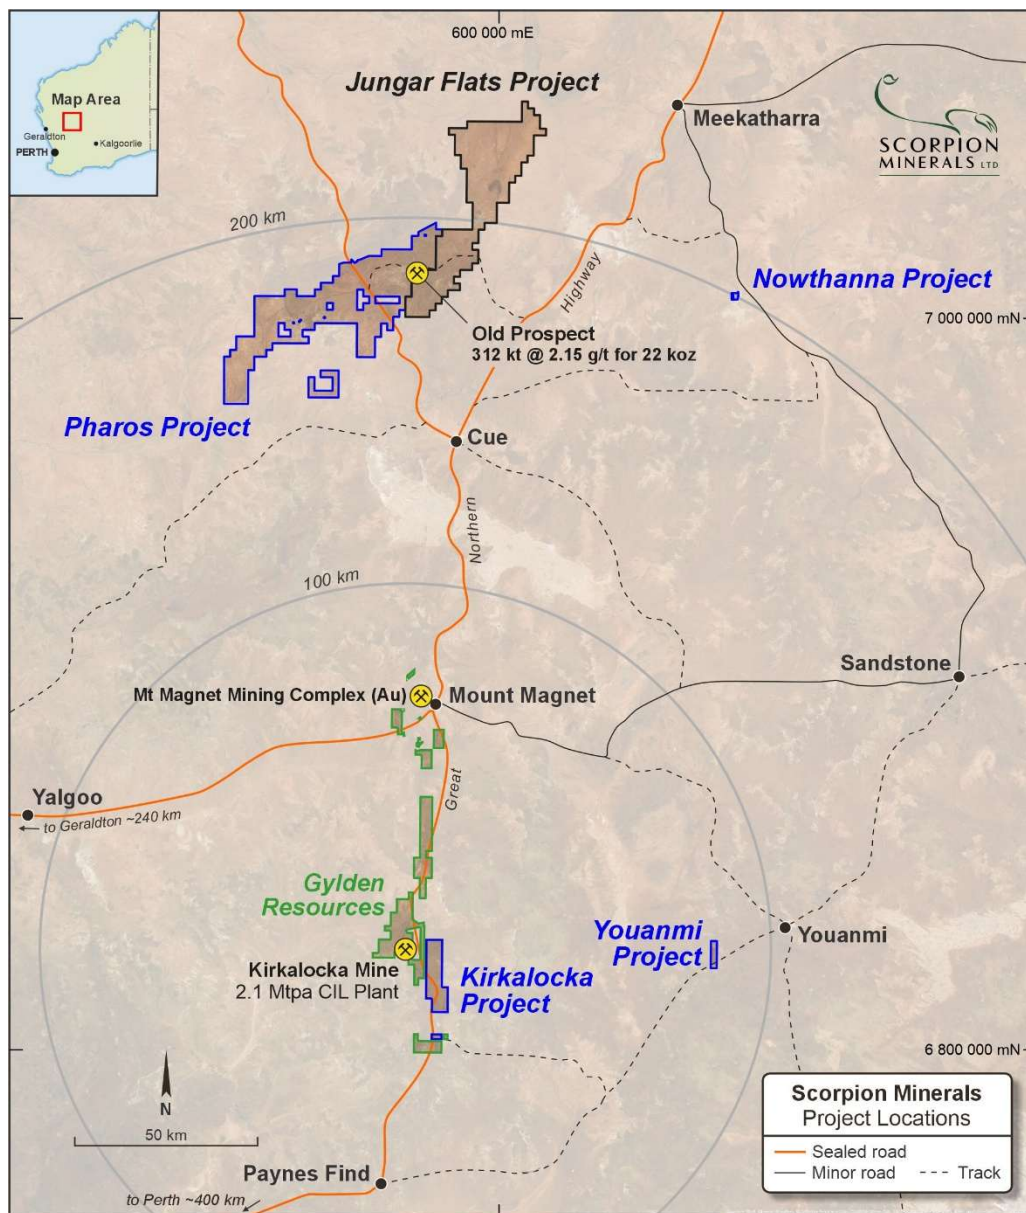 600 000 mE
Map Area
Geraldton
Kalgoorlie
PERTH
Jungar Flats Project
Meekatharra
SCORPION
MINERALS LTD
200 km
Nowthanna Project
Highway
7 000 000 mN
Old Prospect
312 kt @ 2.15 g/t for 22 koz
Pharos Project
Cue
Northern
100 km
Sandstone
Mt Magnet Mining Complex (Au)
Mount Magnet
Great
Yalgoo
to Geraldton ~240 km
Gylden
Resources
Youanmi
Project
Youanmi
Kirkalocka Mine
2.1 Mtpa CIL Plant
Kirkalocka
Project
6 800 000 mN
N
50 km
Scorpion Minerals
Project Locations
Sealed road
Minor road
Track
Paynes Find
to Perth ~400 km